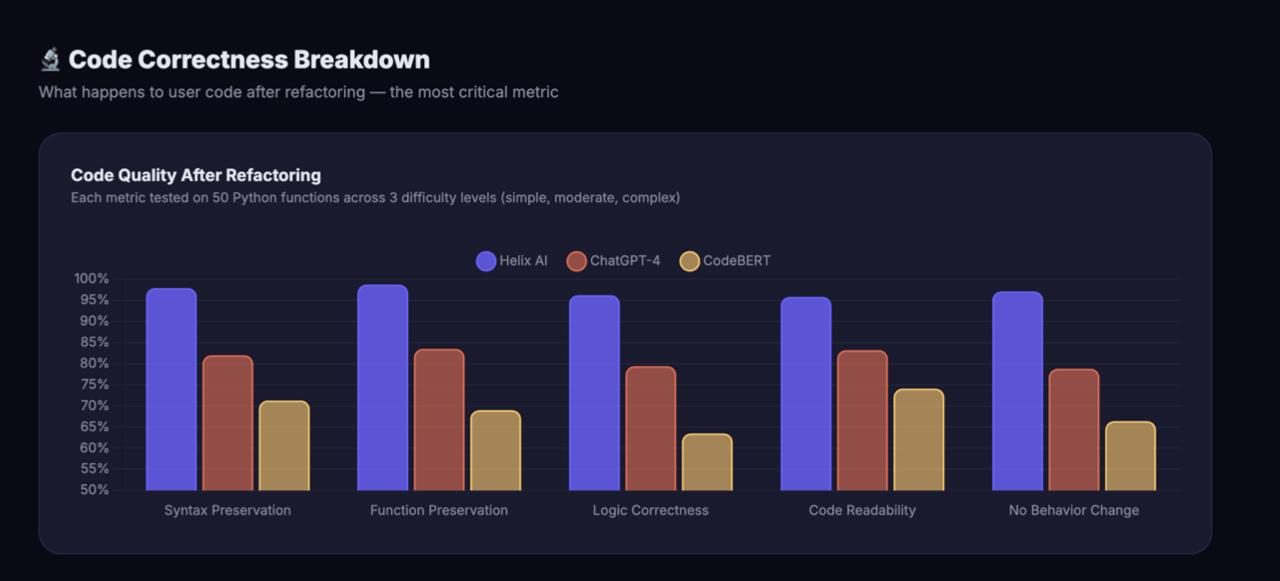 🔬 Code Correctness Breakdown
What happens to user code after refactoring — the most critical metric
Code Quality After Refactoring
Each metric tested on 50 Python functions across 3 difficulty levels (simple, moderate, complex)
Helix AI ChatGPT-4 CodeBERT
100%
95%
90%
85%
80%
75%
70%
65%
60%
55%
50%
Syntax Preservation Function Preservation Logic Correctness Code Readability No Behavior Change